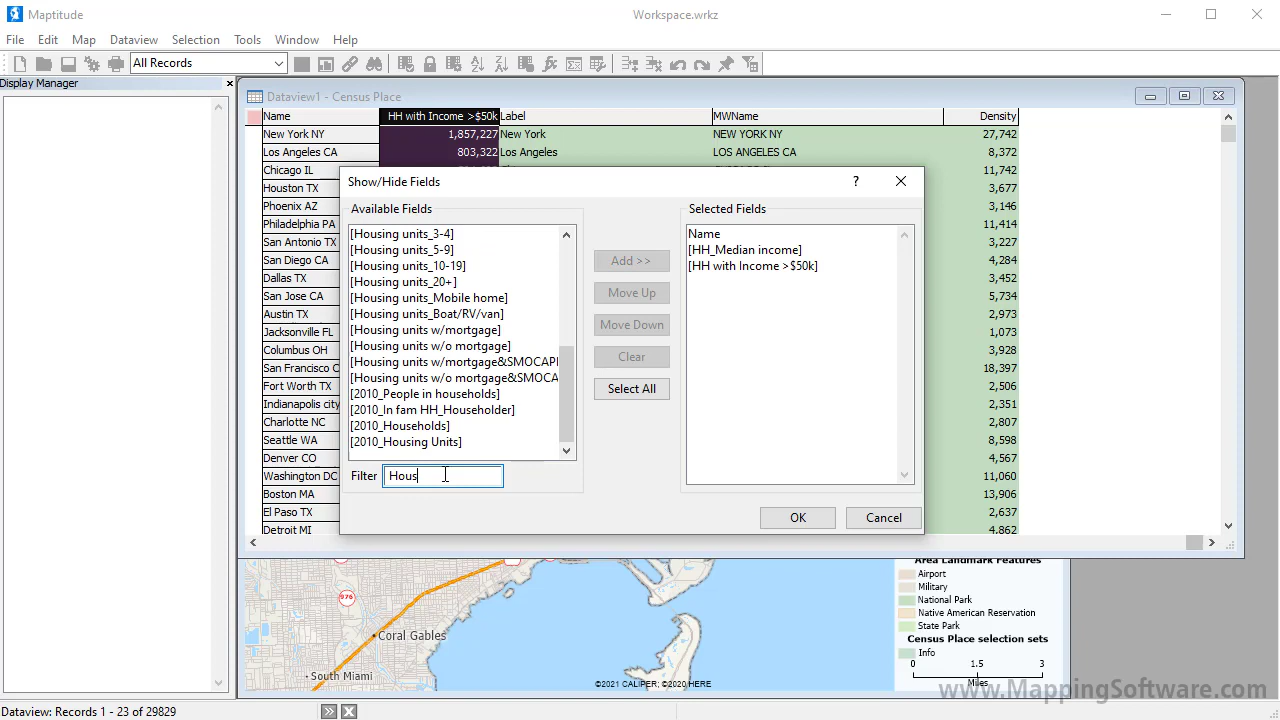 Maptitude
Workspace.wrkz
File Edit Map Dataview Selection Tools Window Help
All Records
Display Manager
Dataview1 - Census Place
Name HH with Income >$50k Label MWName Density
New York NY 1,857,227 New York NEW YORK NY 27,742
Los Angeles CA 803,322 Los Angeles LOS ANGELES CA 8,372
Chicago IL 11,742
Houston TX 3,677
Phoenix AZ 3,146
Philadelphia PA 11,414
San Antonio TX 3,227
San Diego CA 4,284
Dallas TX 3,452
San Jose CA 5,734
Austin TX 2,973
Jacksonville FL 1,073
Columbus OH 3,928
San Francisco 18,397
Fort Worth TX 2,506
Indianapolis city 2,351
Charlotte NC 2,807
Seattle WA 8,598
Denver CO 4,567
Washington DC 11,060
Boston MA 13,906
El Paso TX 2,637
Detroit MI 4,862
Show/Hide Fields ?
Available Fields
[Housing units_3-4]
[Housing units_5-9]
[Housing units_10-19]
[Housing units_20+]
[Housing units_Mobile home]
[Housing units_Boat/RV/van]
[Housing units w/mortgage]
[Housing units w/o mortgage]
[Housing units w/mortgage&SMOCAPI
[Housing units w/o mortgage&SMOCA
[2010_People in households]
[2010_In fam HH_Householder]
[2010_Households]
[2010_Housing Units]
Filter Hous
Add >>
Move Up
Move Down
Clear
Select All
Selected Fields
Name
[HH_Median income]
[HH with Income >$50k]
OK Cancel
976
Coral Gables
South Miami
©2021 CALIPER; ©2020 HERE
Area Landmark Features
Airport
Military
National Park
Native American Reservation
State Park
Census Place selection sets
Info
0 1.5 3
Miles
www.MappingSoftware.com
Dataview: Records 1 - 23 of 29829